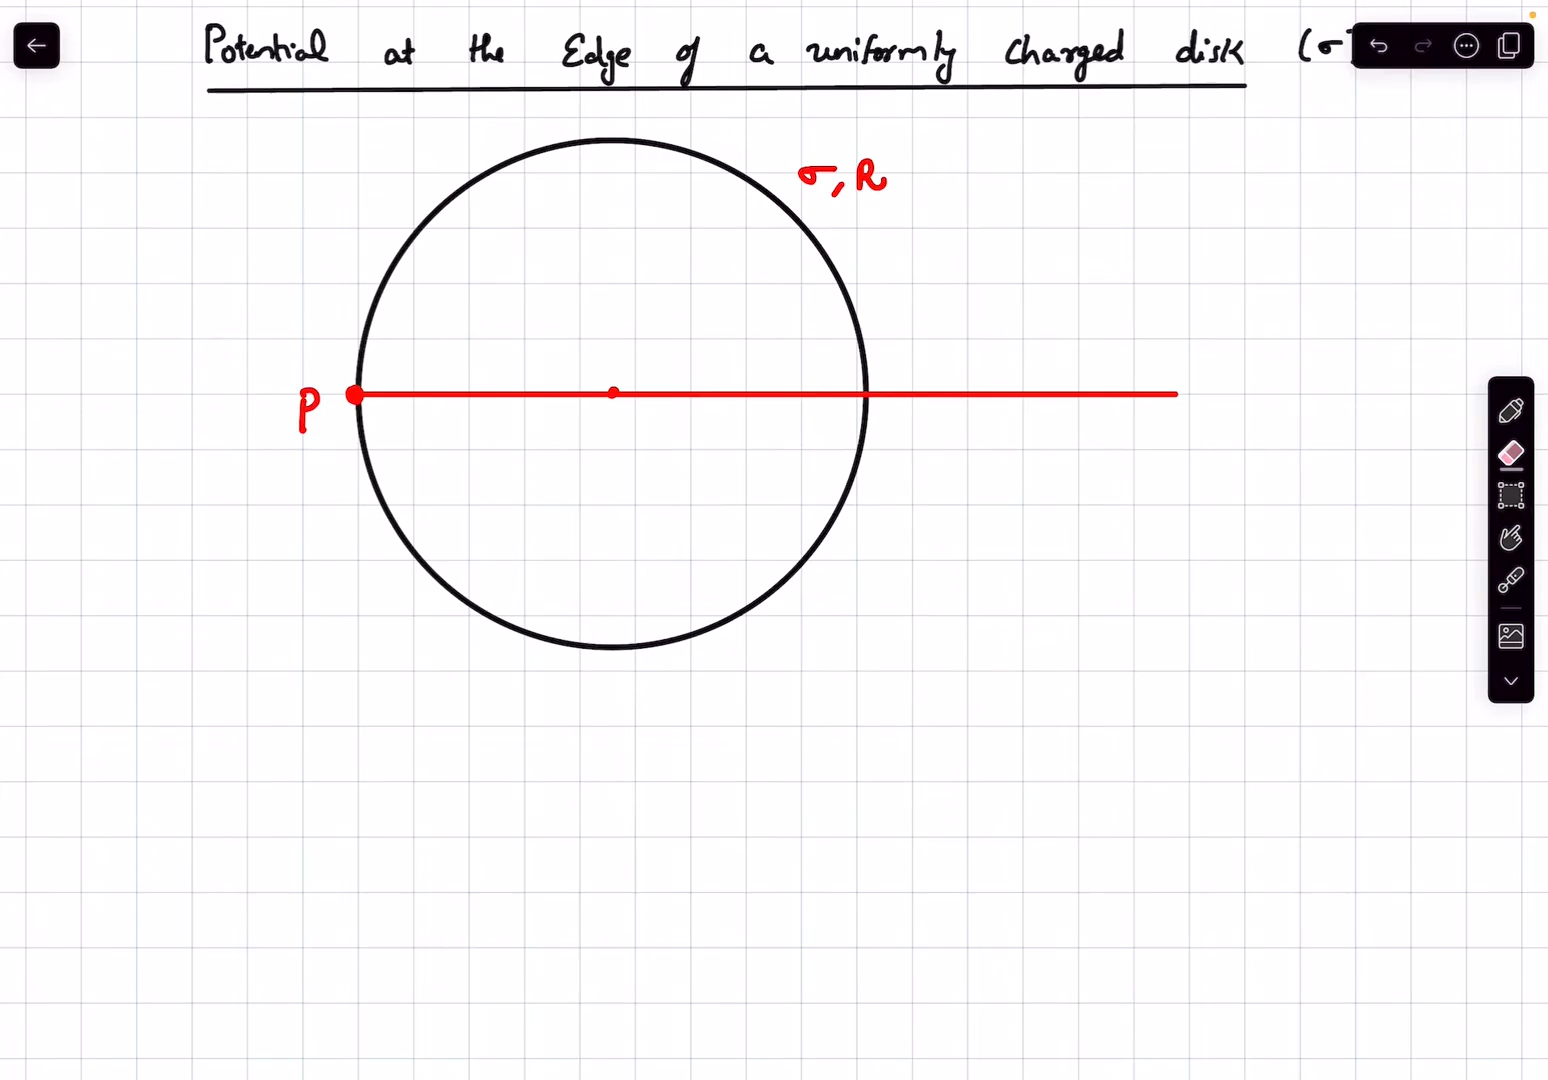 Potential at the Edge of a uniformly charged disk (σ
σ, R
P